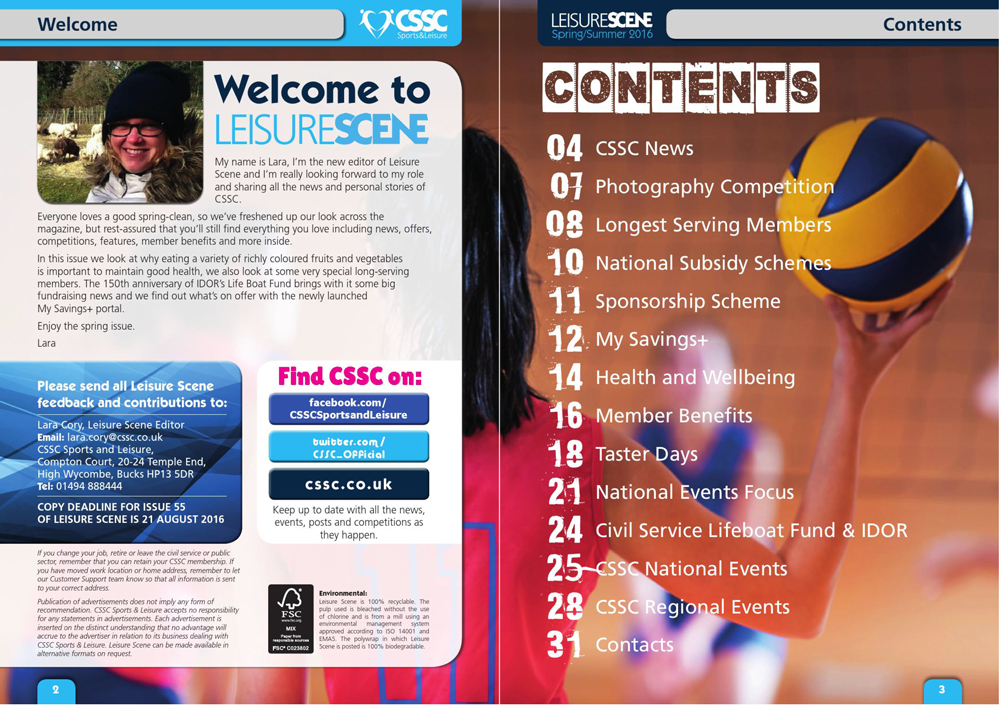 Welcome
CSSC
Sports&Leisure
Welcome to
LEISURESCENE
My name is Lara, I'm the new editor of Leisure
Scene and I'm really looking forward to my role
and sharing all the news and personal stories of
CSSC.
Everyone loves a good spring-clean, so we've freshened up our look across the
magazine, but rest-assured that you'll still find everything you love including news, offers,
competitions, features, member benefits and more inside.
In this issue we look at why eating a variety of richly coloured fruits and vegetables
is important to maintain good health, we also look at some very special long-serving
members. The 150th anniversary of IDOR's Life Boat Fund brings with it some big
fundraising news and we find out what's on offer with the newly launched
My Savings+ portal.
Enjoy the spring issue.
Lara
Please send all Leisure Scene
feedback and contributions to:
Lara Cory, Leisure Scene Editor
Email: lara.cory@cssc.co.uk
CSSC Sports and Leisure,
Compton Court, 20-24 Temple End,
High Wycombe, Bucks HP13 5DR
Tel: 01494 888444
COPY DEADLINE FOR ISSUE 55
OF LEISURE SCENE IS 21 AUGUST 2016
Find CSSC on:
facebook.com/
CSSCSportsandLeisure
twitter.com/
CSSC_Official
cssc.co.uk
Keep up to date with all the news,
events, posts and competitions as
they happen.
If you change your job, retire or leave the civil service or public
sector, remember that you can retain your CSSC membership. If
you have moved work location or home address, remember to let
our Customer Support team know so that all information is sent
to your correct address.
Publication of advertisements does not imply any form of
recommendation. CSSC Sports & Leisure accepts no responsibility
for any statements in advertisements. Each advertisement is
inserted on the distinct understanding that no advantage will
accrue to the advertiser in relation to its business dealing with
CSSC Sports & Leisure. Leisure Scene can be made available in
alternative formats on request.
FSC
www.fsc.org
MIX
Paper from
responsible sources
FSC® C023802
Environmental:
Leisure Scene is 100% recyclable. The
pulp used is bleached without the use
of chlorine and is from a mill using an
environmental management system
approved according to ISO 14001 and
EMAS. The polywrap in which Leisure
Scene is posted is 100% biodegradable.
2
LEISURESCENE
Spring/Summer 2016
Contents
CONTENTS
04 CSSC News
07 Photography Competition
08 Longest Serving Members
10 National Subsidy Schemes
11 Sponsorship Scheme
12 My Savings+
14 Health and Wellbeing
16 Member Benefits
18 Taster Days
21 National Events Focus
24 Civil Service Lifeboat Fund & IDOR
25 CSSC National Events
28 CSSC Regional Events
31 Contacts
3